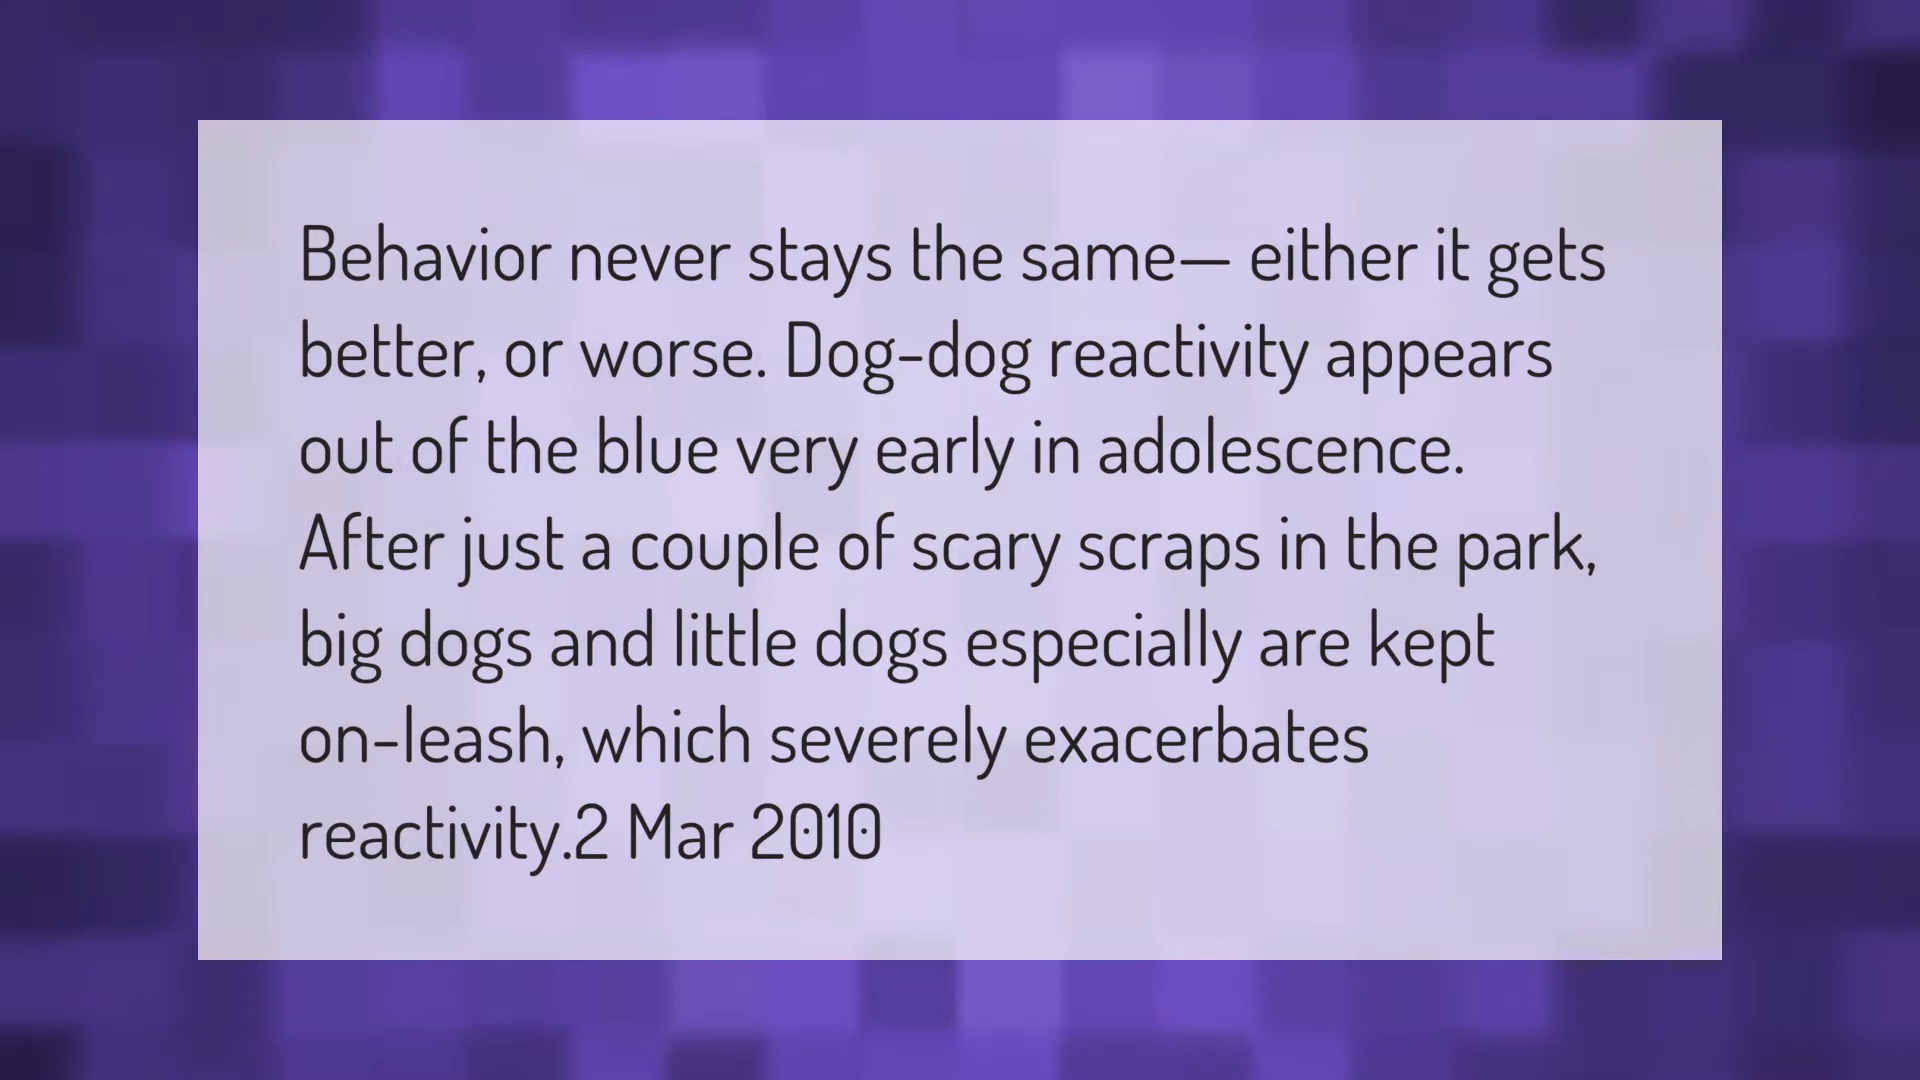 Behavior never stays the same— either it gets
better, or worse. Dog-dog reactivity appears
out of the blue very early in adolescence.
After just a couple of scary scraps in the park,
big dogs and little dogs especially are kept
on-leash, which severely exacerbates
reactivity.2 Mar 2010